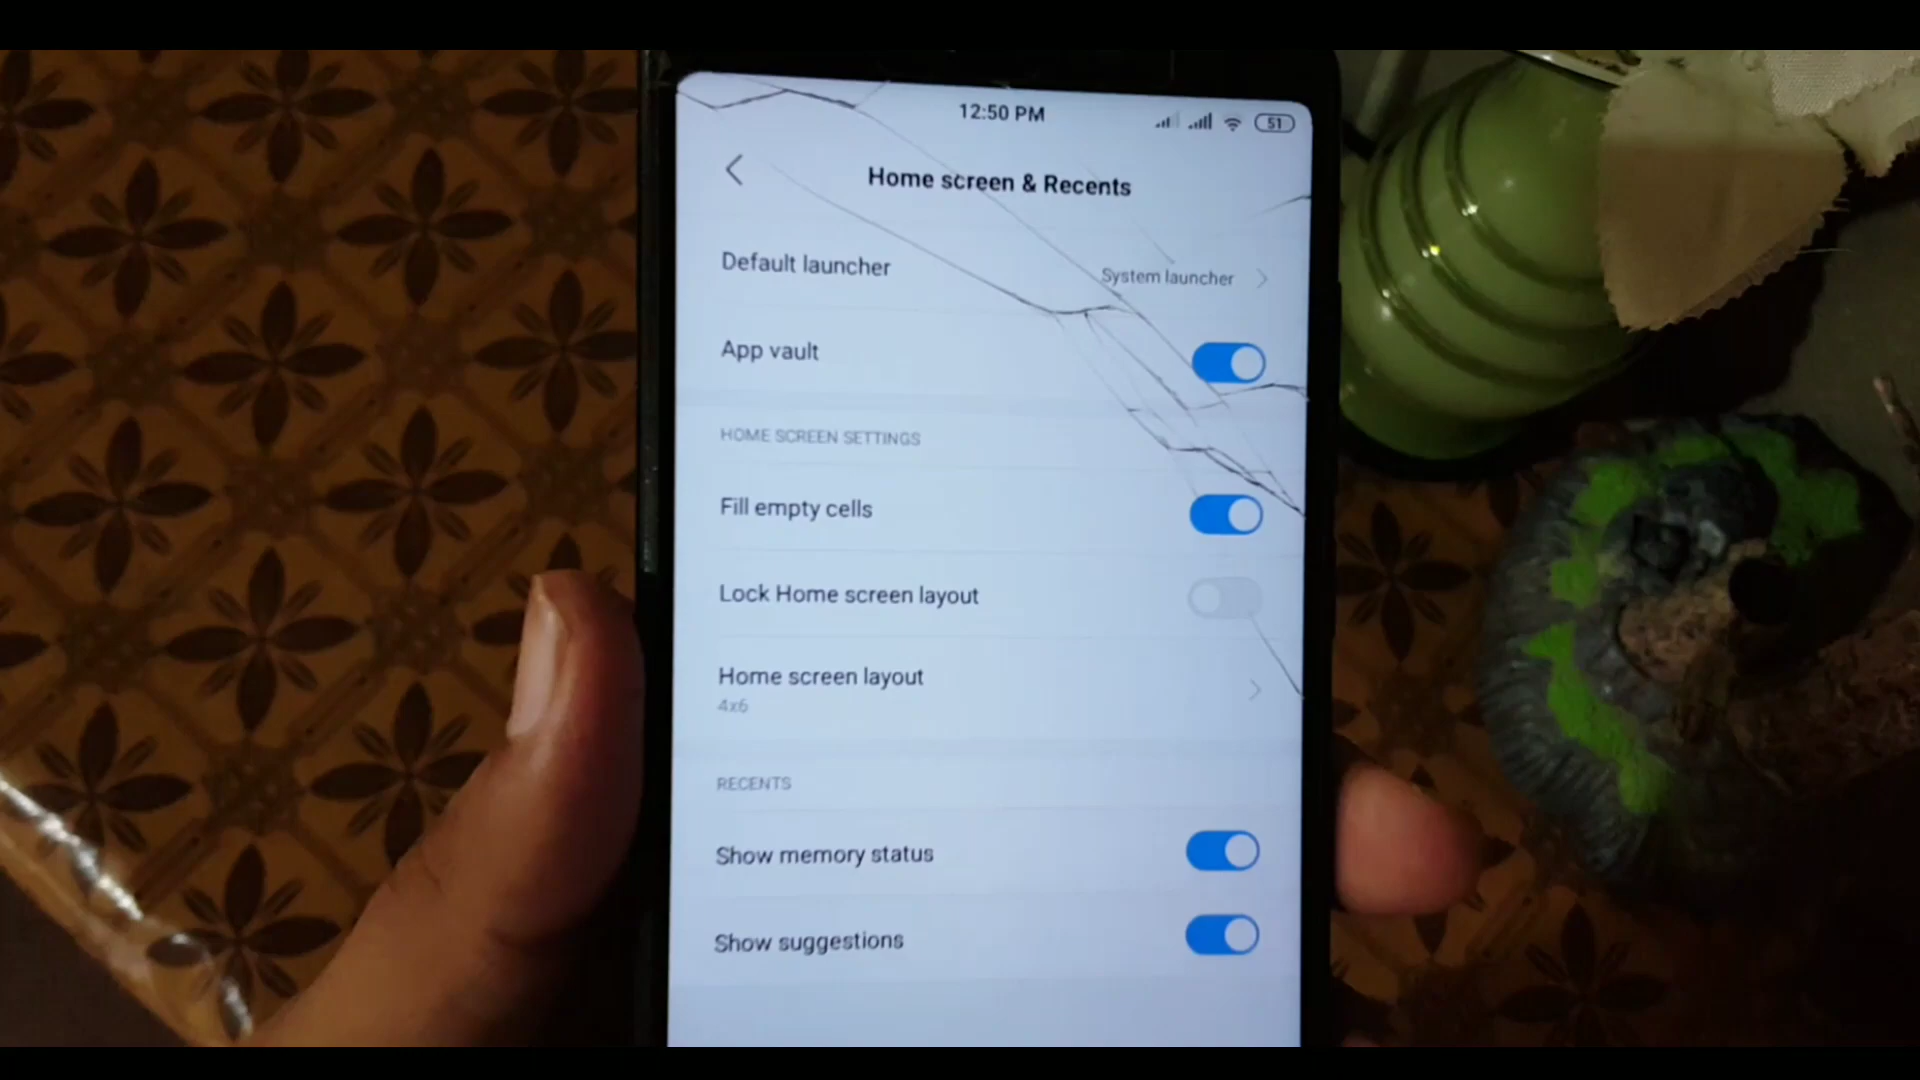 12:50 PM
51
Home screen & Recents
Default launcher
System launcher
App vault
HOME SCREEN SETTINGS
Fill empty cells
Lock Home screen layout
Home screen layout
4x6
RECENTS
Show memory status
Show suggestions